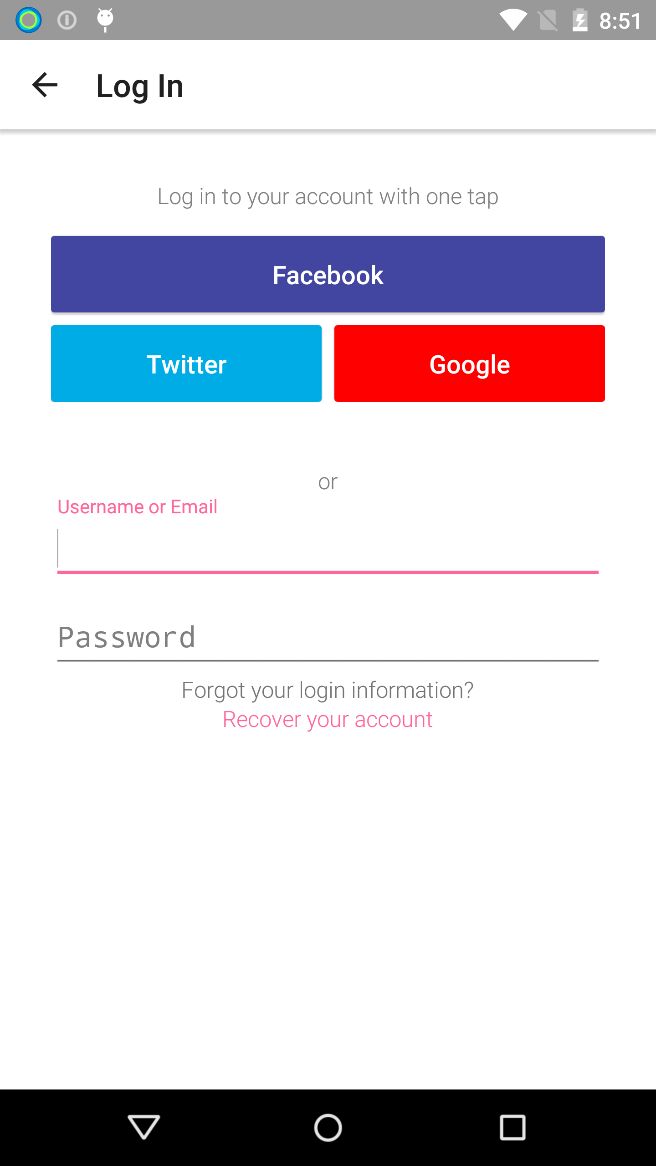 8:51
Log In
Log in to your account with one tap
Facebook
Twitter
Google
or
Username or Email
Password
Forgot your login information?
Recover your account